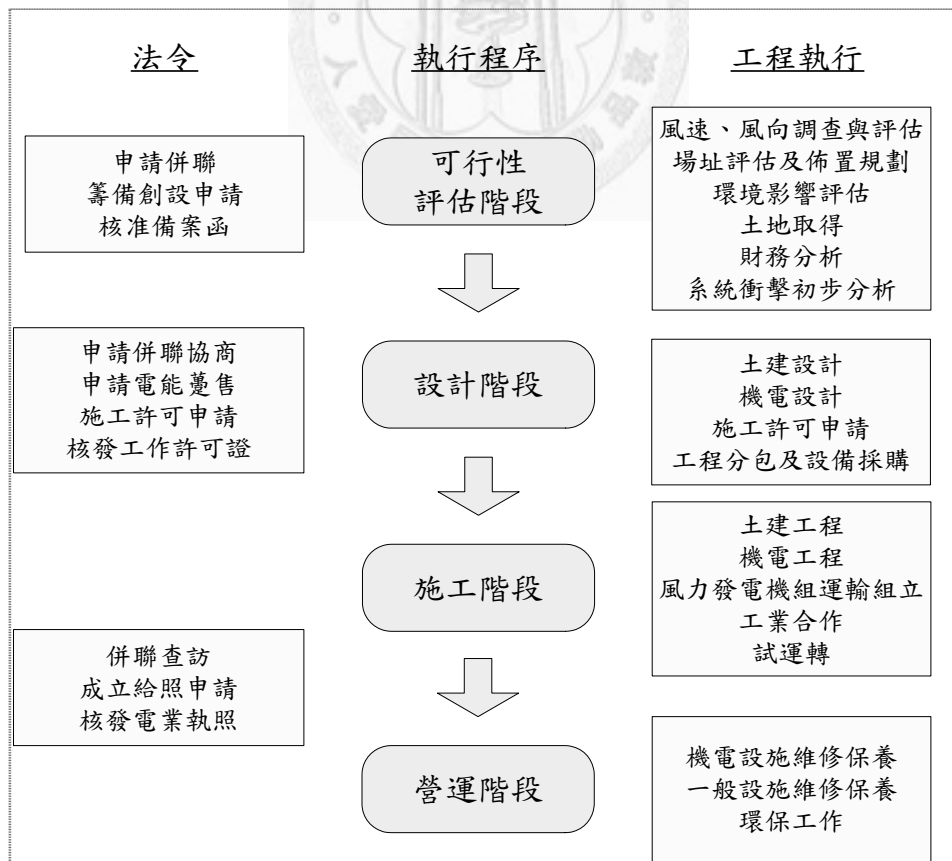 法令
執行程序
工程執行
申請併聯
籌備創設申請
核准備案函
可行性
評估階段
風速、風向調查與評估
場址評估及佈置規劃
環境影響評估
土地取得
財務分析
系統衝擊初步分析
申請併聯協商
申請電能躉售
施工許可申請
核發工作許可證
設計階段
土建設計
機電設計
施工許可申請
工程分包及設備採購
施工階段
土建工程
機電工程
風力發電機組運輸組立
工業合作
試運轉
併聯查訪
成立給照申請
核發電業執照
營運階段
機電設施維修保養
一般設施維修保養
環保工作